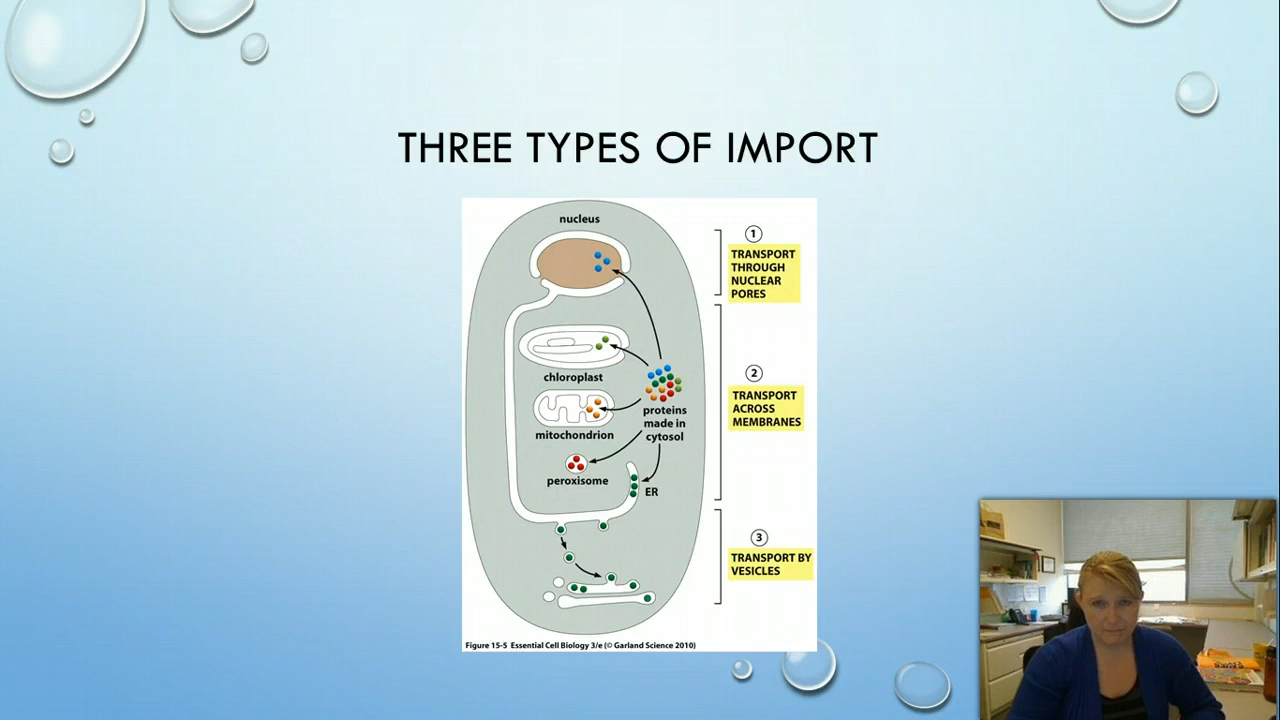 THREE TYPES OF IMPORT
nucleus
1
TRANSPORT
THROUGH
NUCLEAR
PORES
chloroplast
2
TRANSPORT
ACROSS
MEMBRANES
proteins
made in
cytosol
mitochondrion
peroxisome
ER
3
TRANSPORT BY
VESICLES
Figure 15-5 Essential Cell Biology 3/e (© Garland Science 2010)